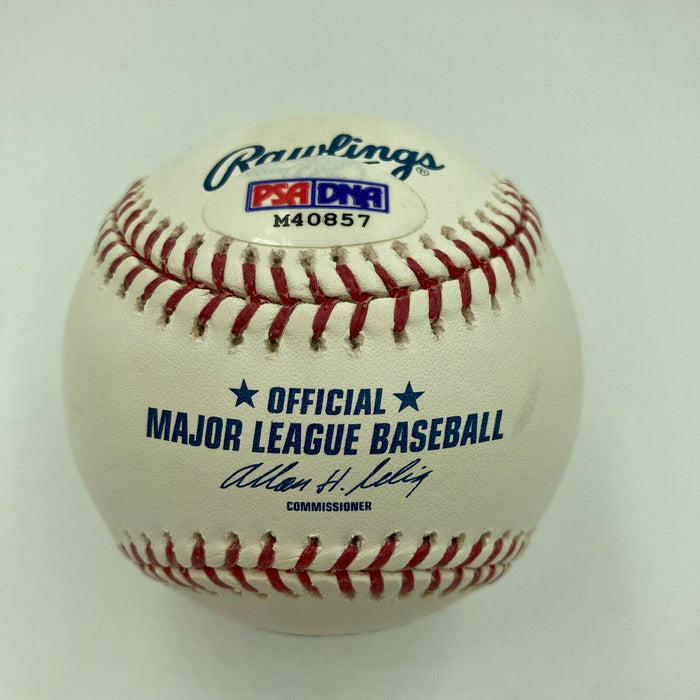 Rawlings®
PSA DNA
M40857
★ OFFICIAL ★
MAJOR LEAGUE BASEBALL
Allan H. Selig
COMMISSIONER